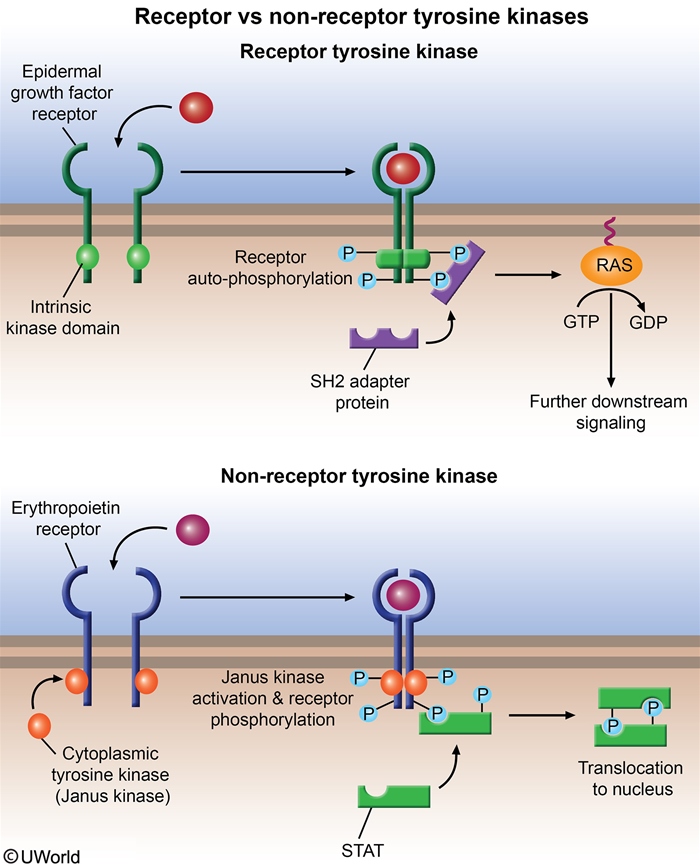 Receptor vs non-receptor tyrosine kinases
Receptor tyrosine kinase
Epidermal
growth factor
receptor
Intrinsic
kinase domain
Receptor
auto-phosphorylation
P
P
P
P
SH2 adapter
protein
RAS
GTP
GDP
Further downstream
signaling
Non-receptor tyrosine kinase
Erythropoietin
receptor
Cytoplasmic
tyrosine kinase
(Janus kinase)
Janus kinase
activation & receptor
phosphorylation
P
P
P
P
P
STAT
P
P
Translocation
to nucleus
©UWorld